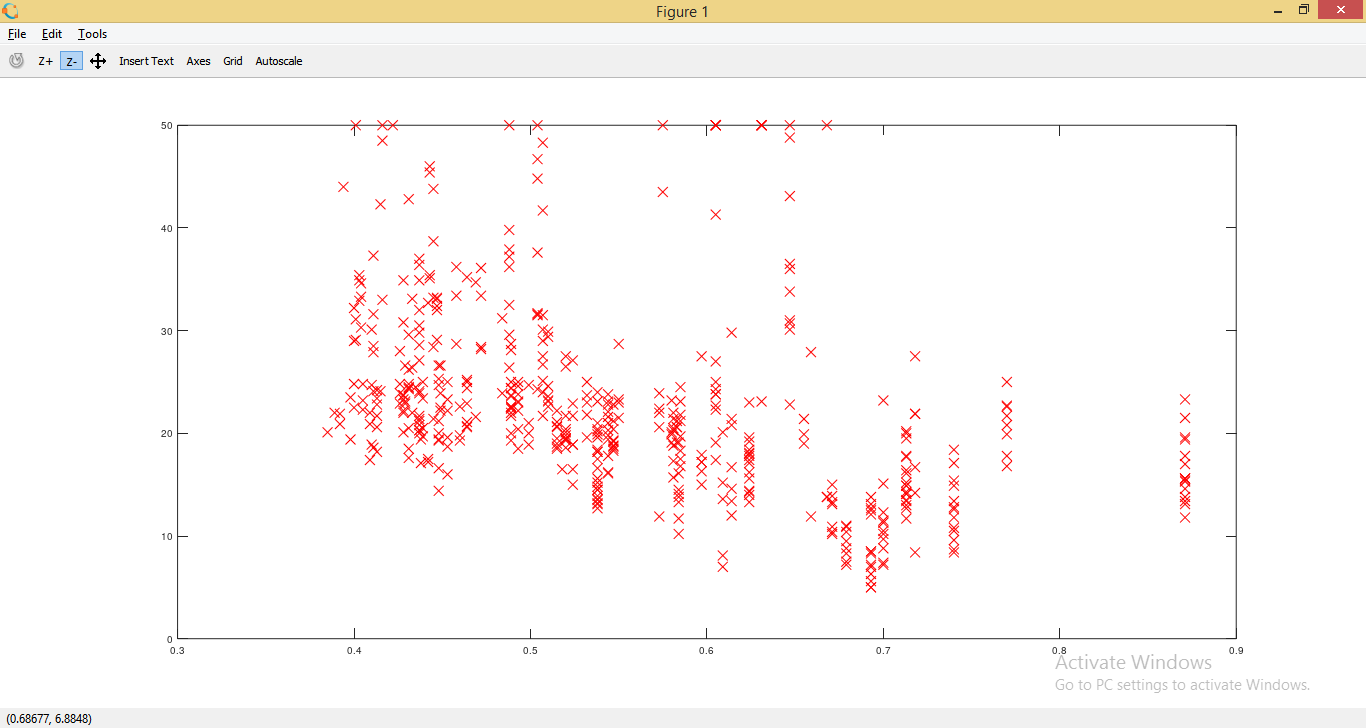 Figure 1
File Edit Tools
Z+ Z- Insert Text Axes Grid Autoscale
50
40
30
20
10
0
0.3 0.4 0.5 0.6 0.7 0.8 0.9
Activate Windows
Go to PC settings to activate Windows.
(0.68677, 6.8848)